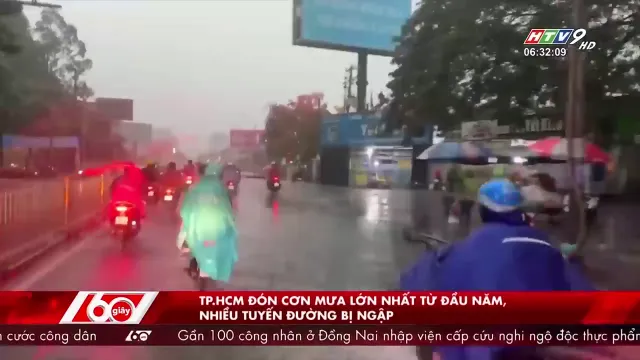 HTV9 HD
06:32:09
60 giây
TP.HCM ĐÓN CƠN MƯA LỚN NHẤT TỪ ĐẦU NĂM,
NHIỀU TUYẾN ĐƯỜNG BỊ NGẬP
60 giây
n cước công dân
Gần 100 công nhân ở Đồng Nai nhập viện cấp cứu nghi ngộ độc thực phẩ